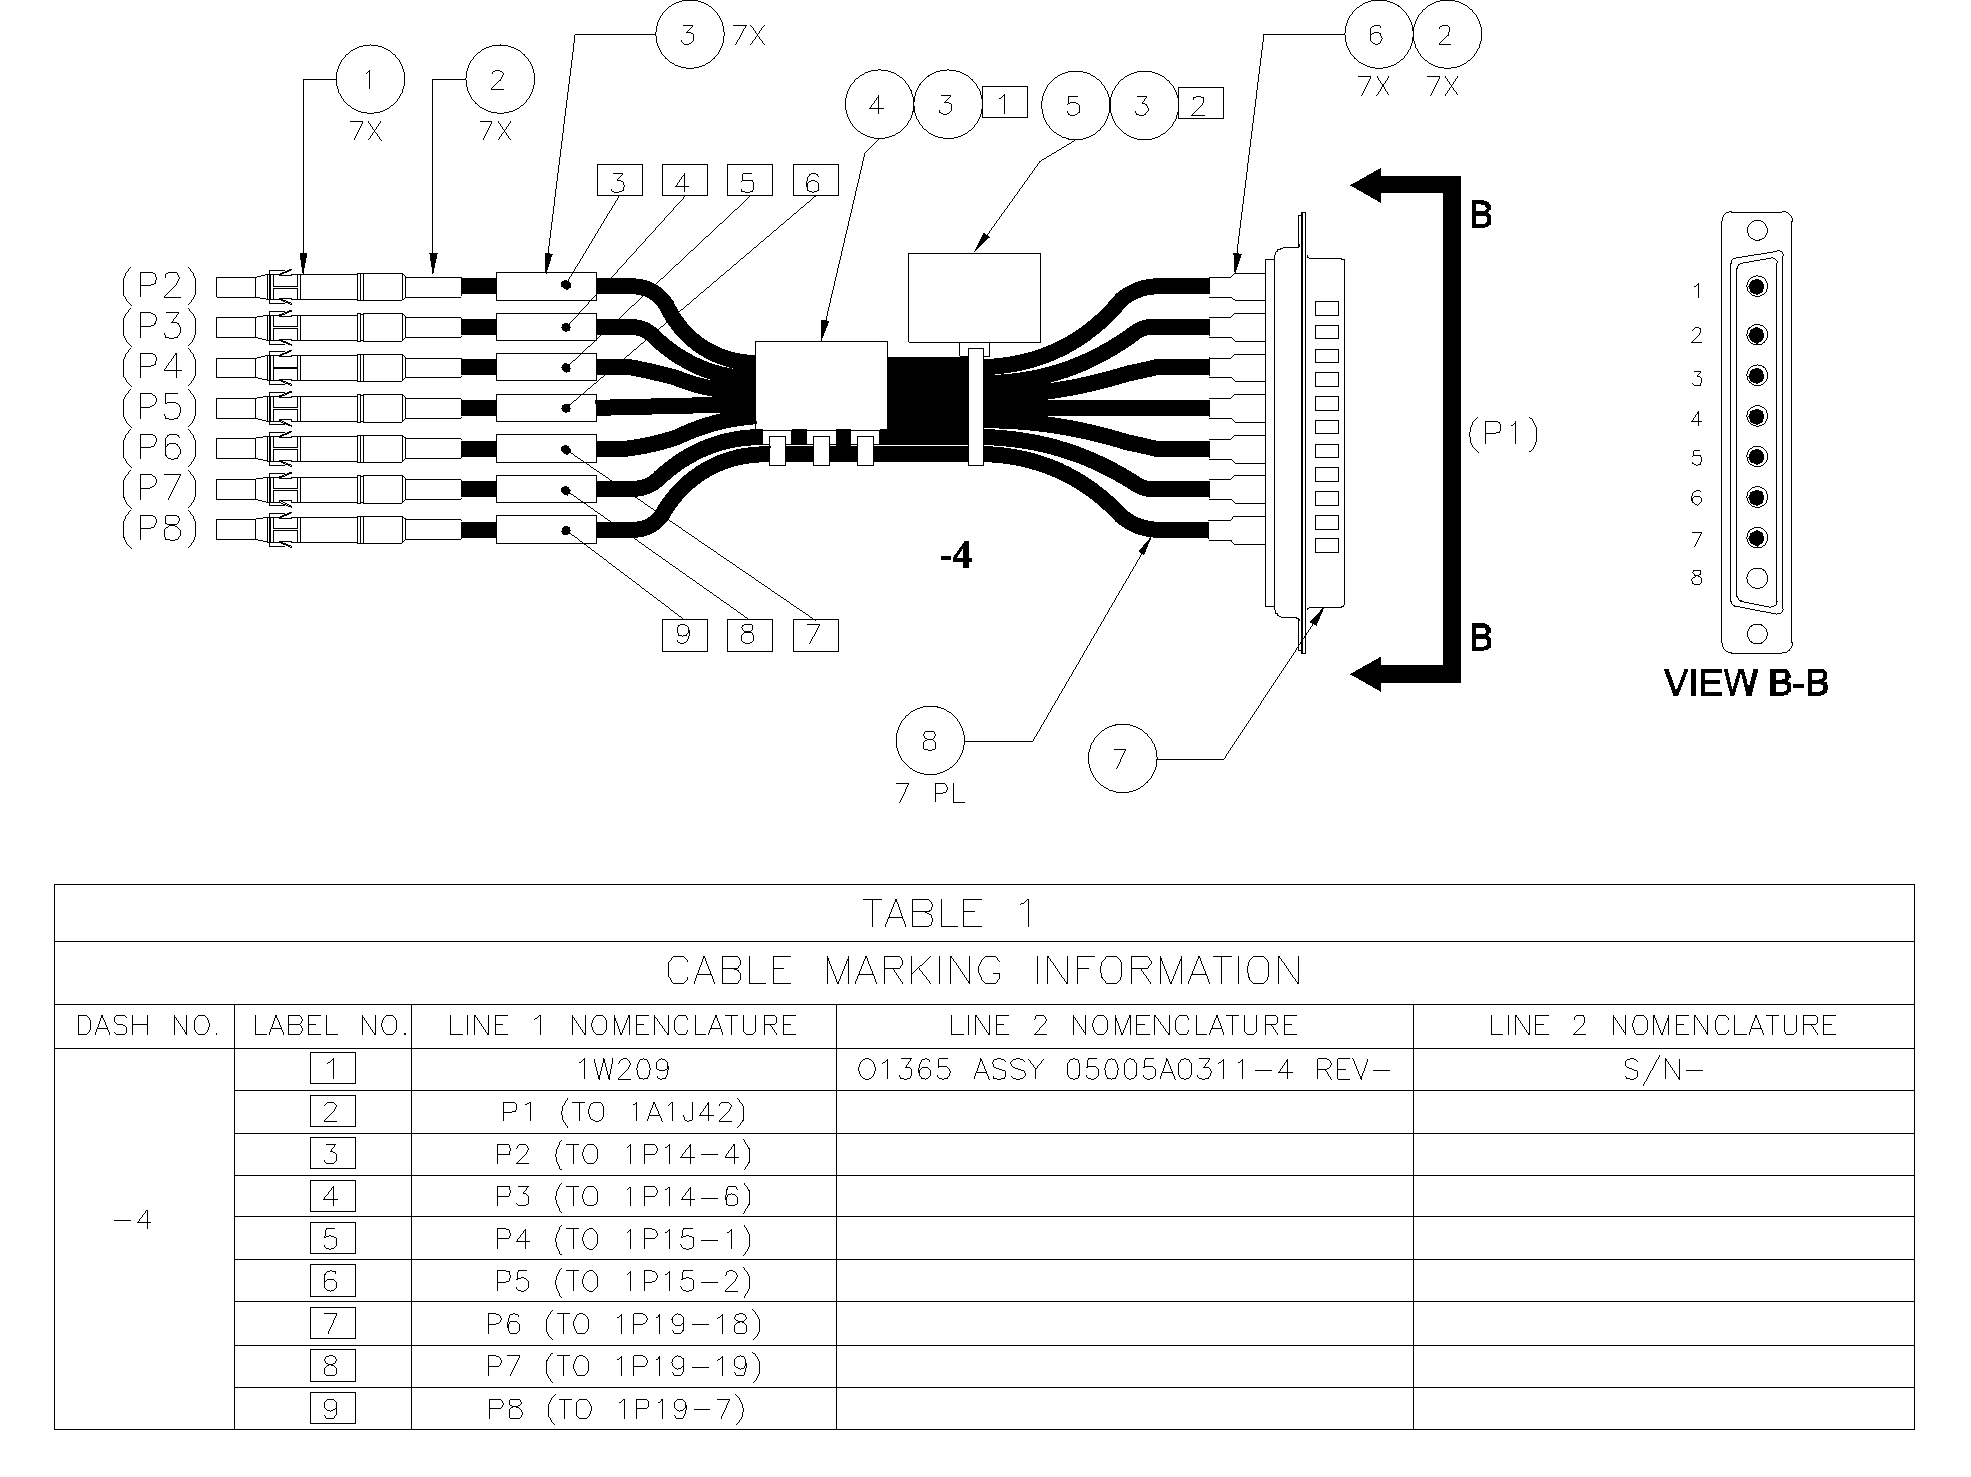 3 7X
6 2
7X 7X
1
7X
2
7X
4 3 1 5 3 2
3 4 5 6
B
(P2)
(P3)
(P4)
(P5)
(P6)
(P7)
(P8)
(P1)
1
2
3
4
5
6
7
8
-4
9 8 7
B
VIEW B-B
8
7 PL
7
TABLE 1
CABLE MARKING INFORMATION
DASH NO. LABEL NO. LINE 1 NOMENCLATURE LINE 2 NOMENCLATURE LINE 2 NOMENCLATURE
1 1W209 O1365 ASSY 05005A0311-4 REV- S/N-
2 P1 (TO 1A1J42)
3 P2 (TO 1P14-4)
4 P3 (TO 1P14-6)
-4
5 P4 (TO 1P15-1)
6 P5 (TO 1P15-2)
7 P6 (TO 1P19-18)
8 P7 (TO 1P19-19)
9 P8 (TO 1P19-7)